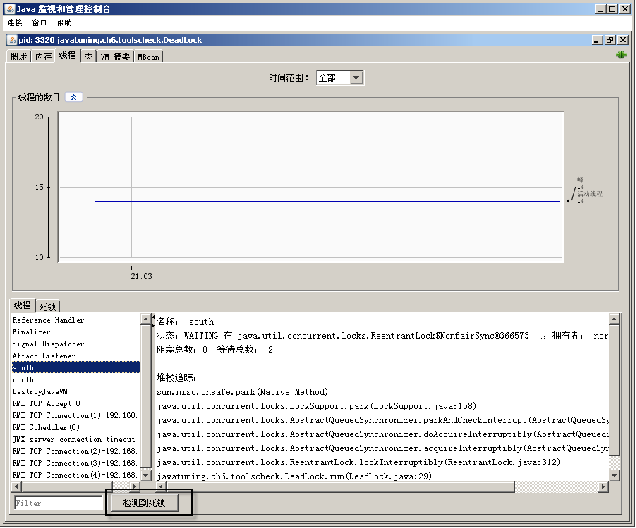 Java 监视和管理控制台
连接 窗口 帮助
pid: 3320 javatuning.ch6.toolscheck.DeadLock
概述 内存 线程 类 VM 摘要 MBean
时间范围: 全部
线程的数目
20
15
10
21:03
峰
14
活动线程
14
线程 死锁
Reference Handler
Finalizer
Signal Dispatcher
Attach Listener
south
north
DestroyJavaVM
RMI TCP Accept-0
RMI TCP Connection(1)-192.168.
RMI Scheduler(0)
JMX server connection timeout
RMI TCP Connection(2)-192.168.
RMI TCP Connection(3)-192.168.
RMI TCP Connection(4)-192.168.
Filter
检测到死锁
名称: south
状态: WAITING 在 java.util.concurrent.locks.ReentrantLock$NonfairSync@366573 上, 拥有者: nor
阻塞总数: 0 等待总数: 2
堆栈追踪:
sun.misc.Unsafe.park(Native Method)
java.util.concurrent.locks.LockSupport.park(LockSupport.java:158)
java.util.concurrent.locks.AbstractQueuedSynchronizer.parkAndCheckInterrupt(AbstractQueuedSy
java.util.concurrent.locks.AbstractQueuedSynchronizer.doAcquireInterruptibly(AbstractQueued
java.util.concurrent.locks.AbstractQueuedSynchronizer.acquireInterruptibly(AbstractQueuedSy
java.util.concurrent.locks.ReentrantLock.lockInterruptibly(ReentrantLock.java:312)
javatuning.ch6.toolscheck.DeadLock.run(DeadLock.java:29)